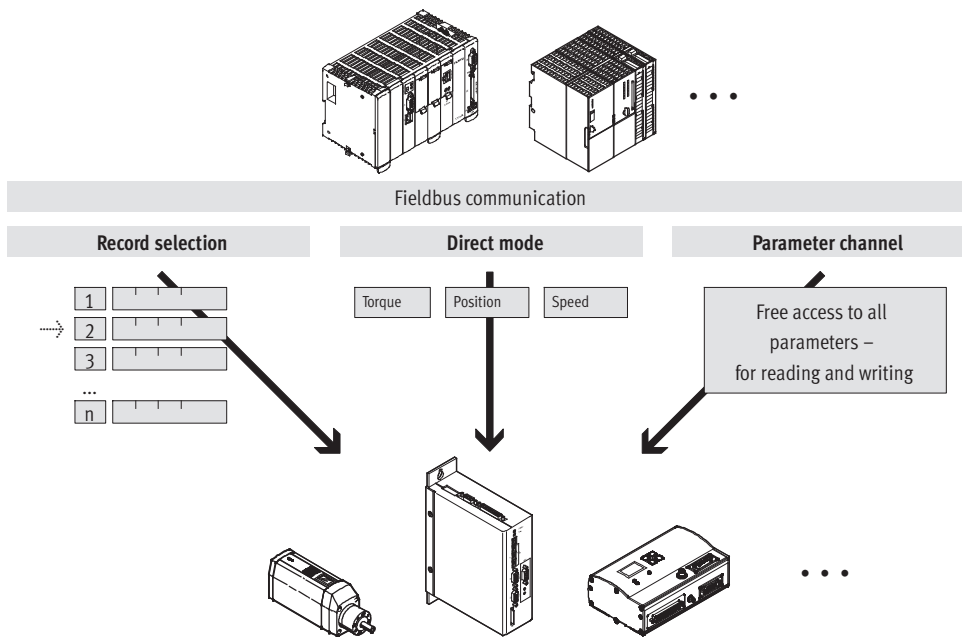 Fieldbus communication
Record selection
Direct mode
Parameter channel
1
2
3
...
n
Torque
Position
Speed
Free access to all
parameters –
for reading and writing